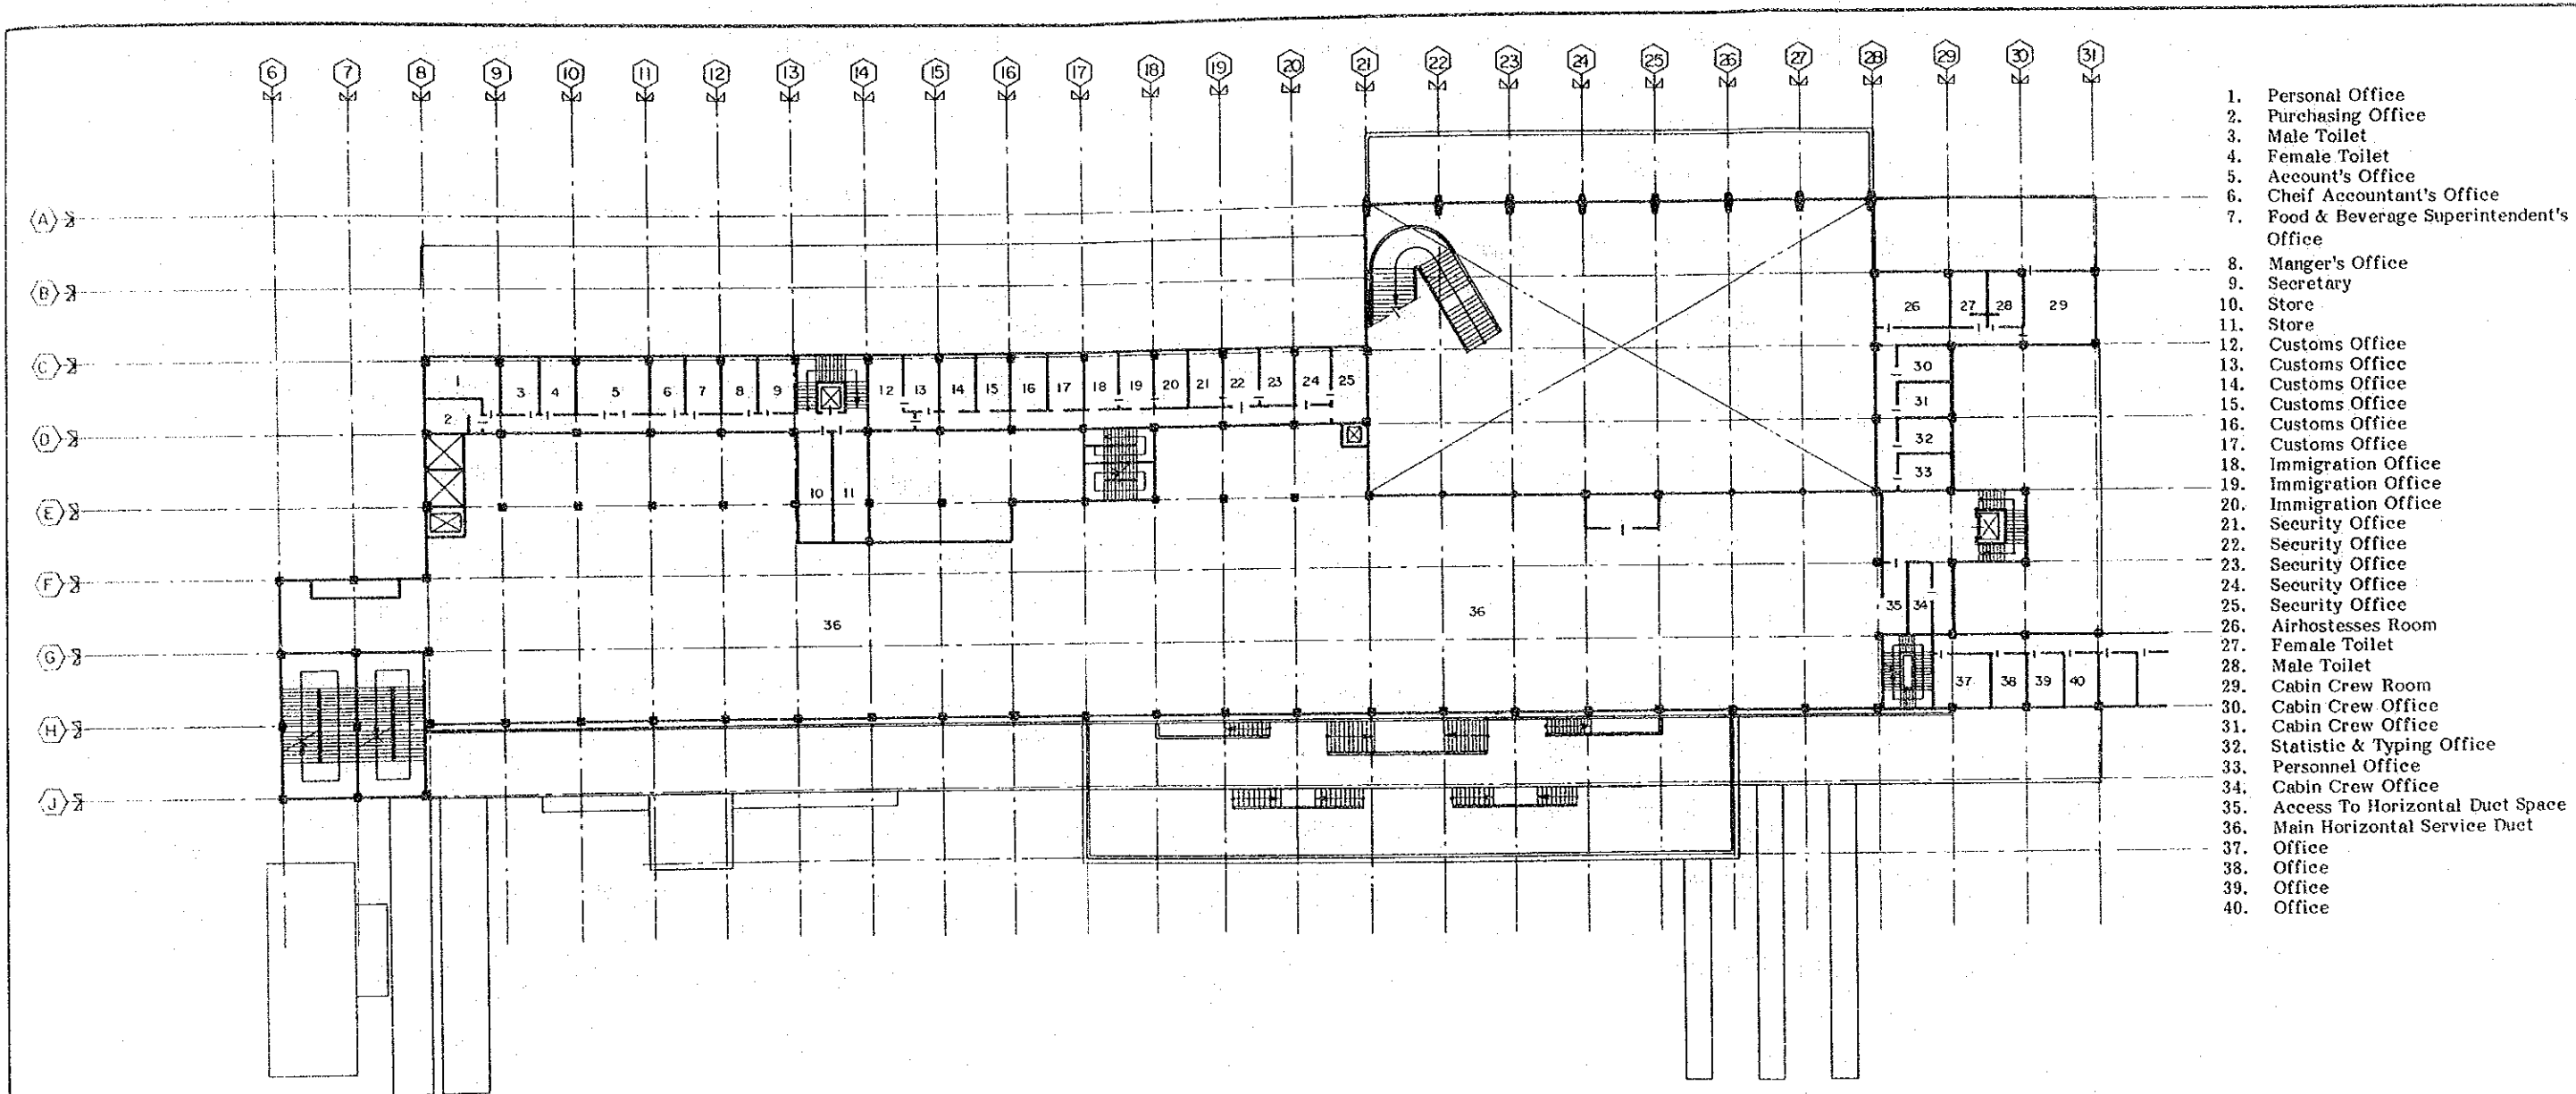 6 7 8 9 10 11 12 13 14 15 16 17 18 19 20 21 22 23 24 25 26 27 28 29 30 31
A
B
C
D
E
F
G
H
J
1 2 3 4 5 6 7 8 9 10 11 12 13 14 15 16 17 18 19 20 21 22 23 24 25
26 27 28 29
30
31
32
33
35 34
36 36
37 38 39 40
1. Personal Office
2. Purchasing Office
3. Male Toilet
4. Female Toilet
5. Account's Office
6. Cheif Accountant's Office
7. Food & Beverage Superintendent's
Office
8. Manger's Office
9. Secretary
10. Store
11. Store
12. Customs Office
13. Customs Office
14. Customs Office
15. Customs Office
16. Customs Office
17. Customs Office
18. Immigration Office
19. Immigration Office
20. Immigration Office
21. Security Office
22. Security Office
23. Security Office
24. Security Office
25. Security Office
26. Airhostesses Room
27. Female Toilet
28. Male Toilet
29. Cabin Crew Room
30. Cabin Crew Office
31. Cabin Crew Office
32. Statistic & Typing Office
33. Personnel Office
34. Cabin Crew Office
35. Access To Horizontal Duct Space
36. Main Horizontal Service Duct
37. Office
38. Office
39. Office
40. Office